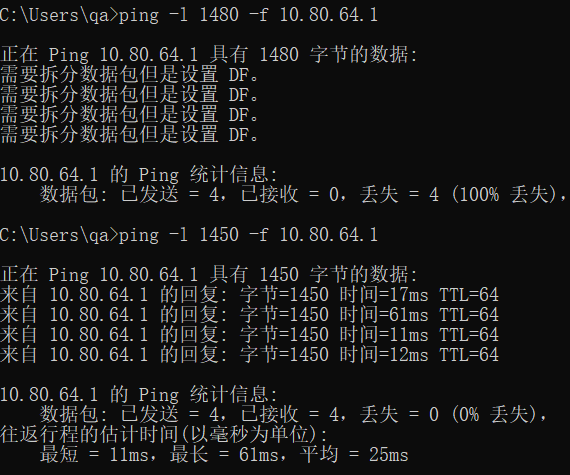 C:\Users\qa>ping -l 1480 -f 10.80.64.1
正在 Ping 10.80.64.1 具有 1480 字节的数据:
需要拆分数据包但是设置 DF。
需要拆分数据包但是设置 DF。
需要拆分数据包但是设置 DF。
需要拆分数据包但是设置 DF。
10.80.64.1 的 Ping 统计信息:
数据包: 已发送 = 4，已接收 = 0，丢失 = 4 (100% 丢失)，
C:\Users\qa>ping -l 1450 -f 10.80.64.1
正在 Ping 10.80.64.1 具有 1450 字节的数据:
来自 10.80.64.1 的回复: 字节=1450 时间=17ms TTL=64
来自 10.80.64.1 的回复: 字节=1450 时间=61ms TTL=64
来自 10.80.64.1 的回复: 字节=1450 时间=11ms TTL=64
来自 10.80.64.1 的回复: 字节=1450 时间=12ms TTL=64
10.80.64.1 的 Ping 统计信息:
数据包: 已发送 = 4，已接收 = 4，丢失 = 0 (0% 丢失)，
往返行程的估计时间(以毫秒为单位):
最短 = 11ms，最长 = 61ms，平均 = 25ms